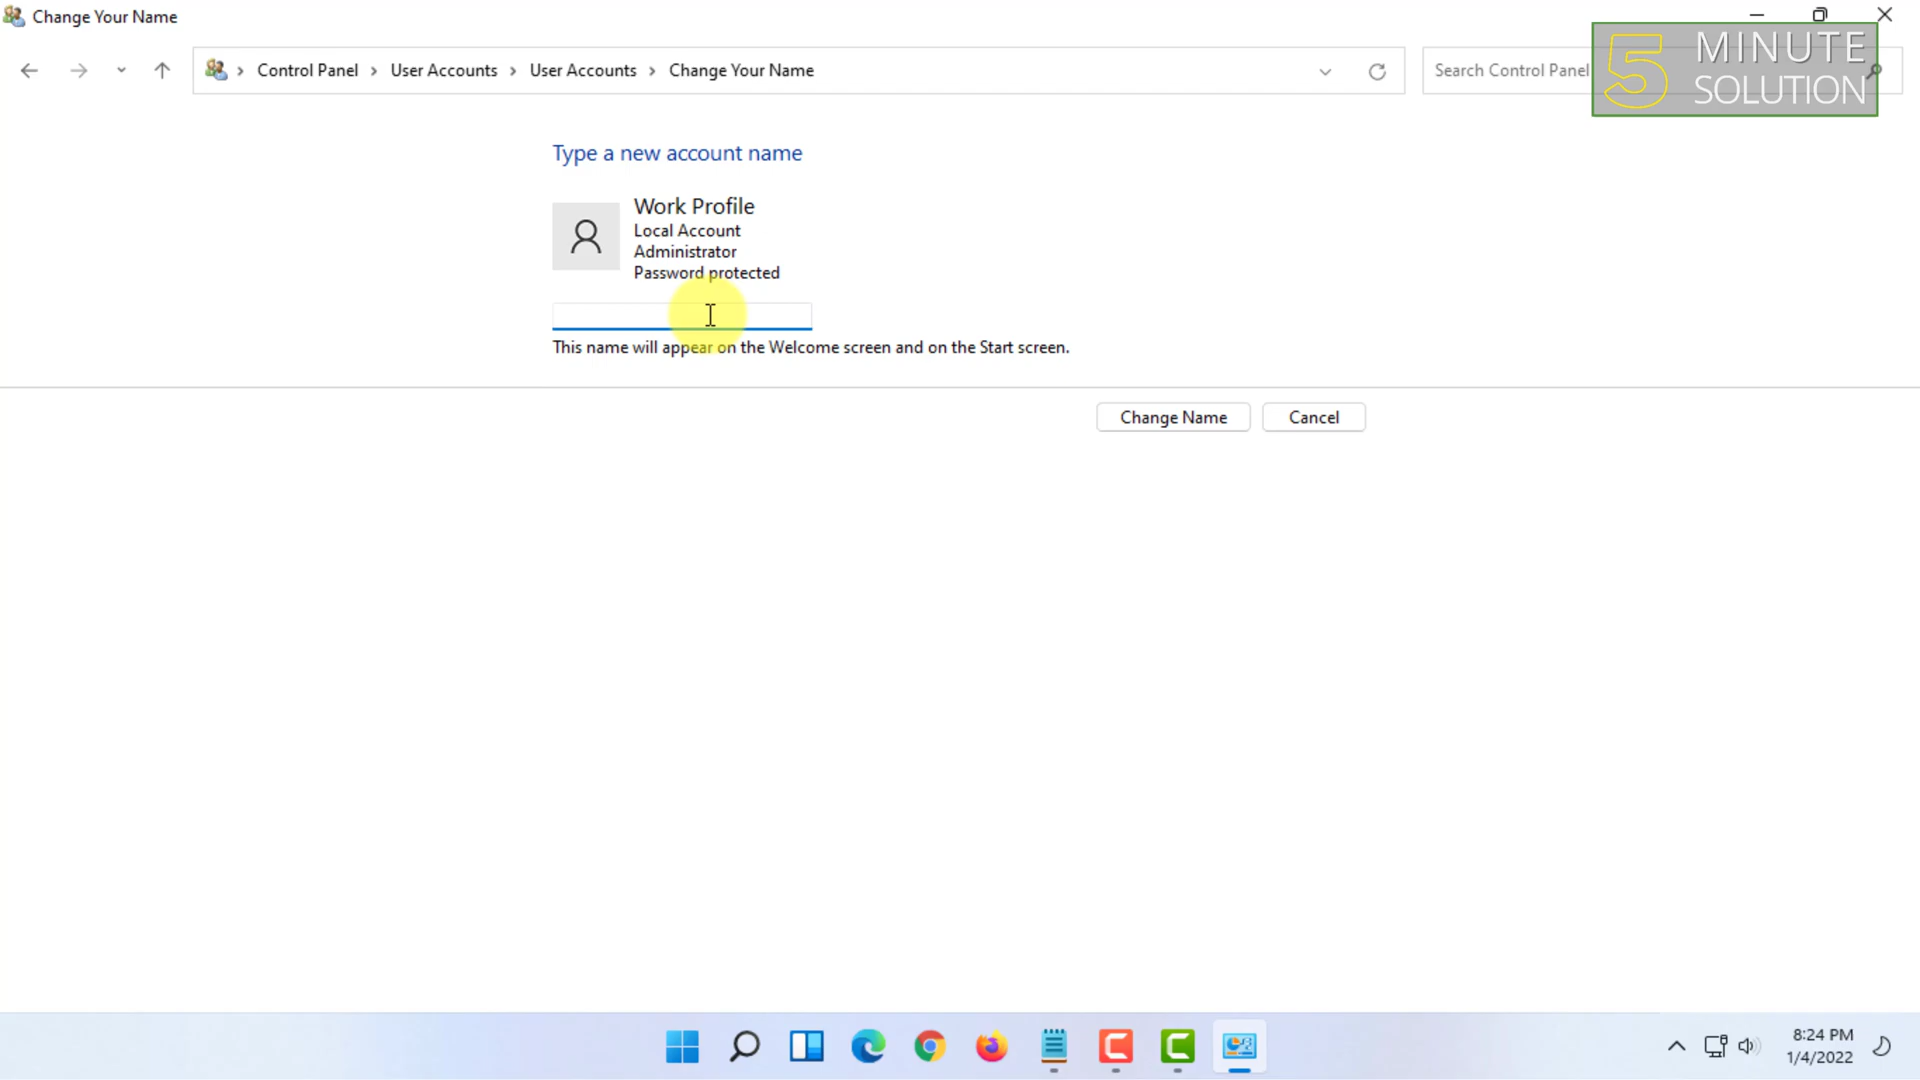 Change Your Name
Control Panel > User Accounts > User Accounts > Change Your Name
Search Control Panel
5 MINUTE
SOLUTION
Type a new account name
Work Profile
Local Account
Administrator
Password protected
This name will appear on the Welcome screen and on the Start screen.
Change Name
Cancel
8:24 PM
1/4/2022